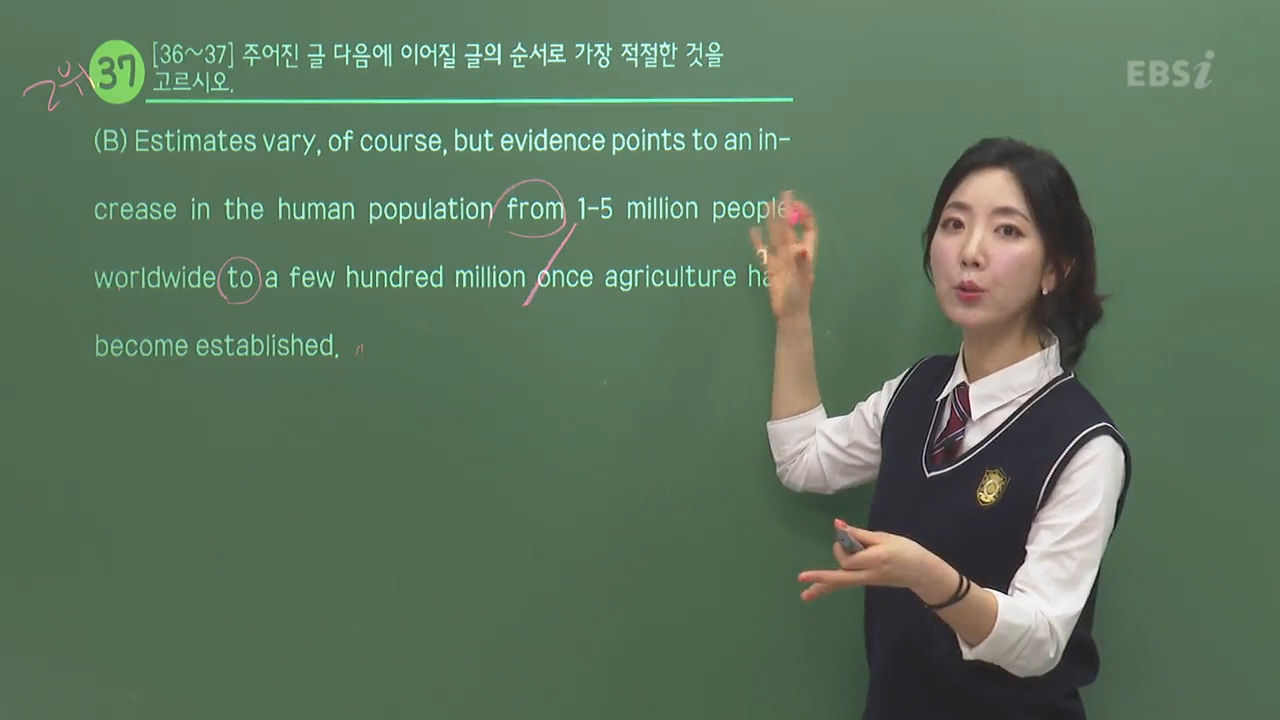 2위
37 [36~37] 주어진 글 다음에 이어질 글의 순서로 가장 적절한 것을
고르시오.
EBSi
(B) Estimates vary, of course, but evidence points to an in-
crease in the human population from 1-5 million people
worldwide to a few hundred million once agriculture
become established.